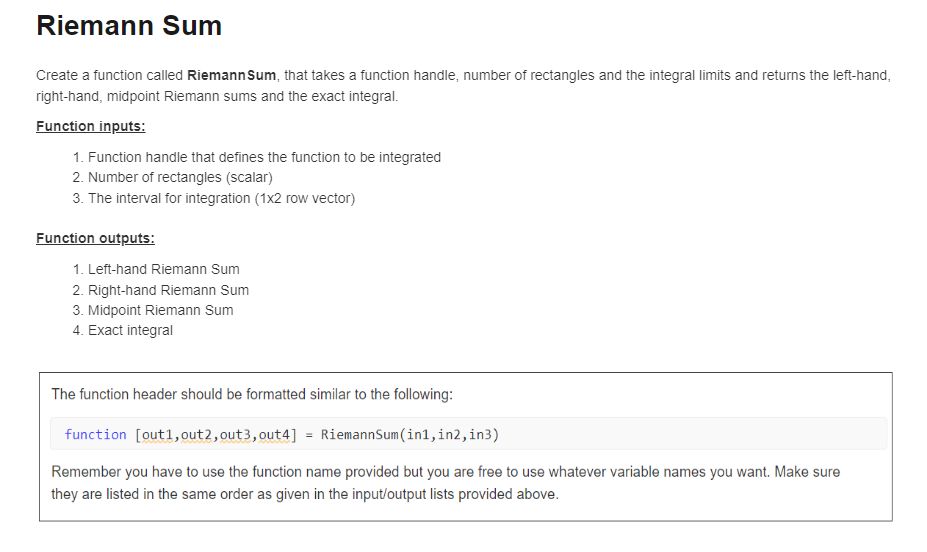 Riemann Sum
Create a function called RiemannSum, that takes a function handle, number of rectangles and the integral limits and returns the left-hand,
right-hand, midpoint Riemann sums and the exact integral.
Function inputs:
1. Function handle that defines the function to be integrated
2. Number of rectangles (scalar)
3. The interval for integration (1x2 row vector)
Function outputs:
1. Left-hand Riemann Sum
2. Right-hand Riemann Sum
3. Midpoint Riemann Sum
4. Exact integral
The function header should be formatted similar to the following:
function [out1,out2,out3,out4] = RiemannSum(in1,in2,in3)
Remember you have to use the function name provided but you are free to use whatever variable names you want. Make sure
they are listed in the same order as given in the input/output lists provided above.